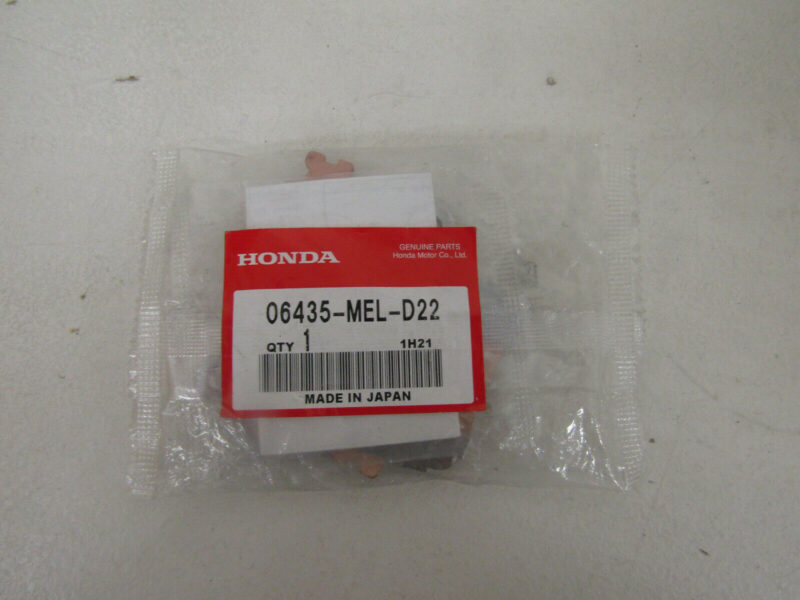 HONDA
GENUINE PARTS
Honda Motor Co., Ltd.
06435-MEL-D22
QTY 1 1H21
MADE IN JAPAN